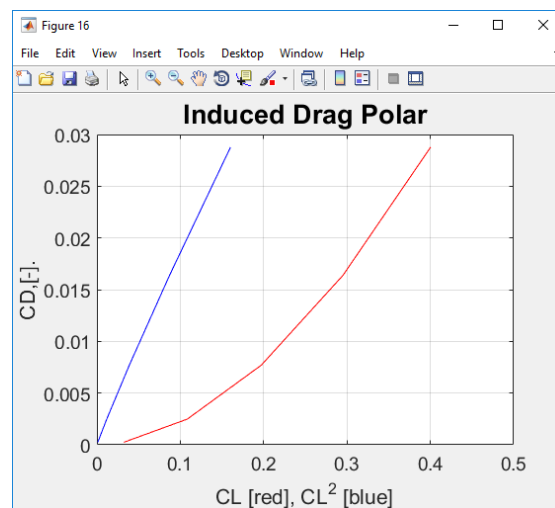 Figure 16
File Edit View Insert Tools Desktop Window Help
Induced Drag Polar
0.03
0.025
0.02
0.015
0.01
0.005
0
CD,[-].
0 0.1 0.2 0.3 0.4 0.5
CL [red], CL² [blue]